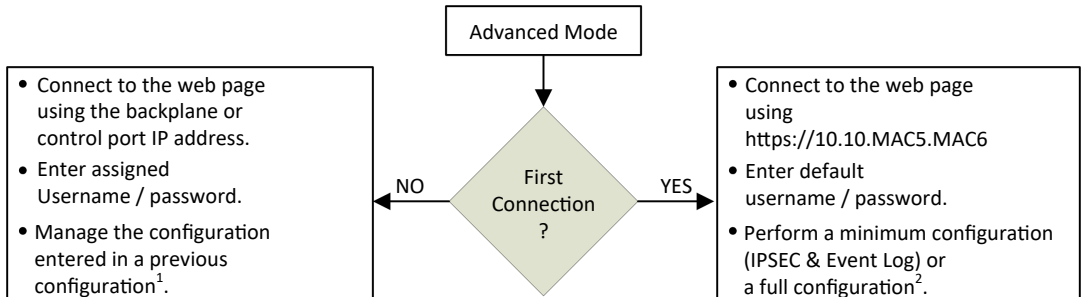 Advanced Mode
• Connect to the web page
using the backplane or
control port IP address.
• Enter assigned
Username / password.
• Manage the configuration
entered in a previous
configuration¹.
NO
First
Connection
?
YES
• Connect to the web page
using
https://10.10.MAC5.MAC6
• Enter default
username / password.
• Perform a minimum configuration
(IPSEC & Event Log) or
a full configuration².